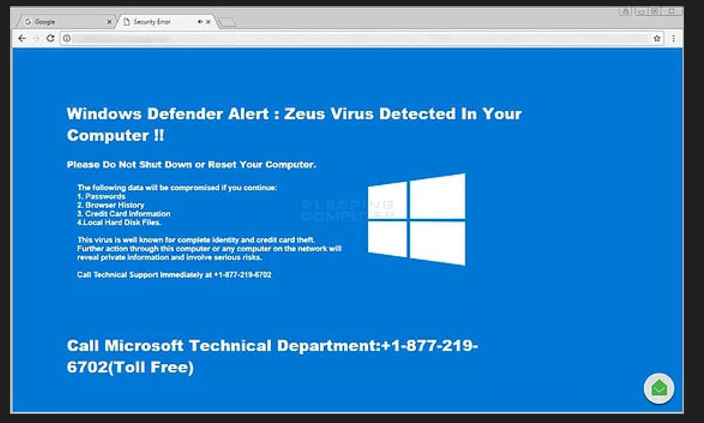 Google
Security Error
Windows Defender Alert : Zeus Virus Detected In Your
Computer !!
Please Do Not Shut Down or Reset Your Computer.
The following data will be compromised if you continue:
1. Passwords
2. Browser History
3. Credit Card Information
4.Local Hard Disk Files.
This virus is well known for complete identity and credit card theft.
Further action through this computer or any computer on the network will
reveal private information and involve serious risks.
Call Technical Support Immediately at +1-877-219-6702
BLEEPING
COMPUTER
Call Microsoft Technical Department:+1-877-219-
6702(Toll Free)